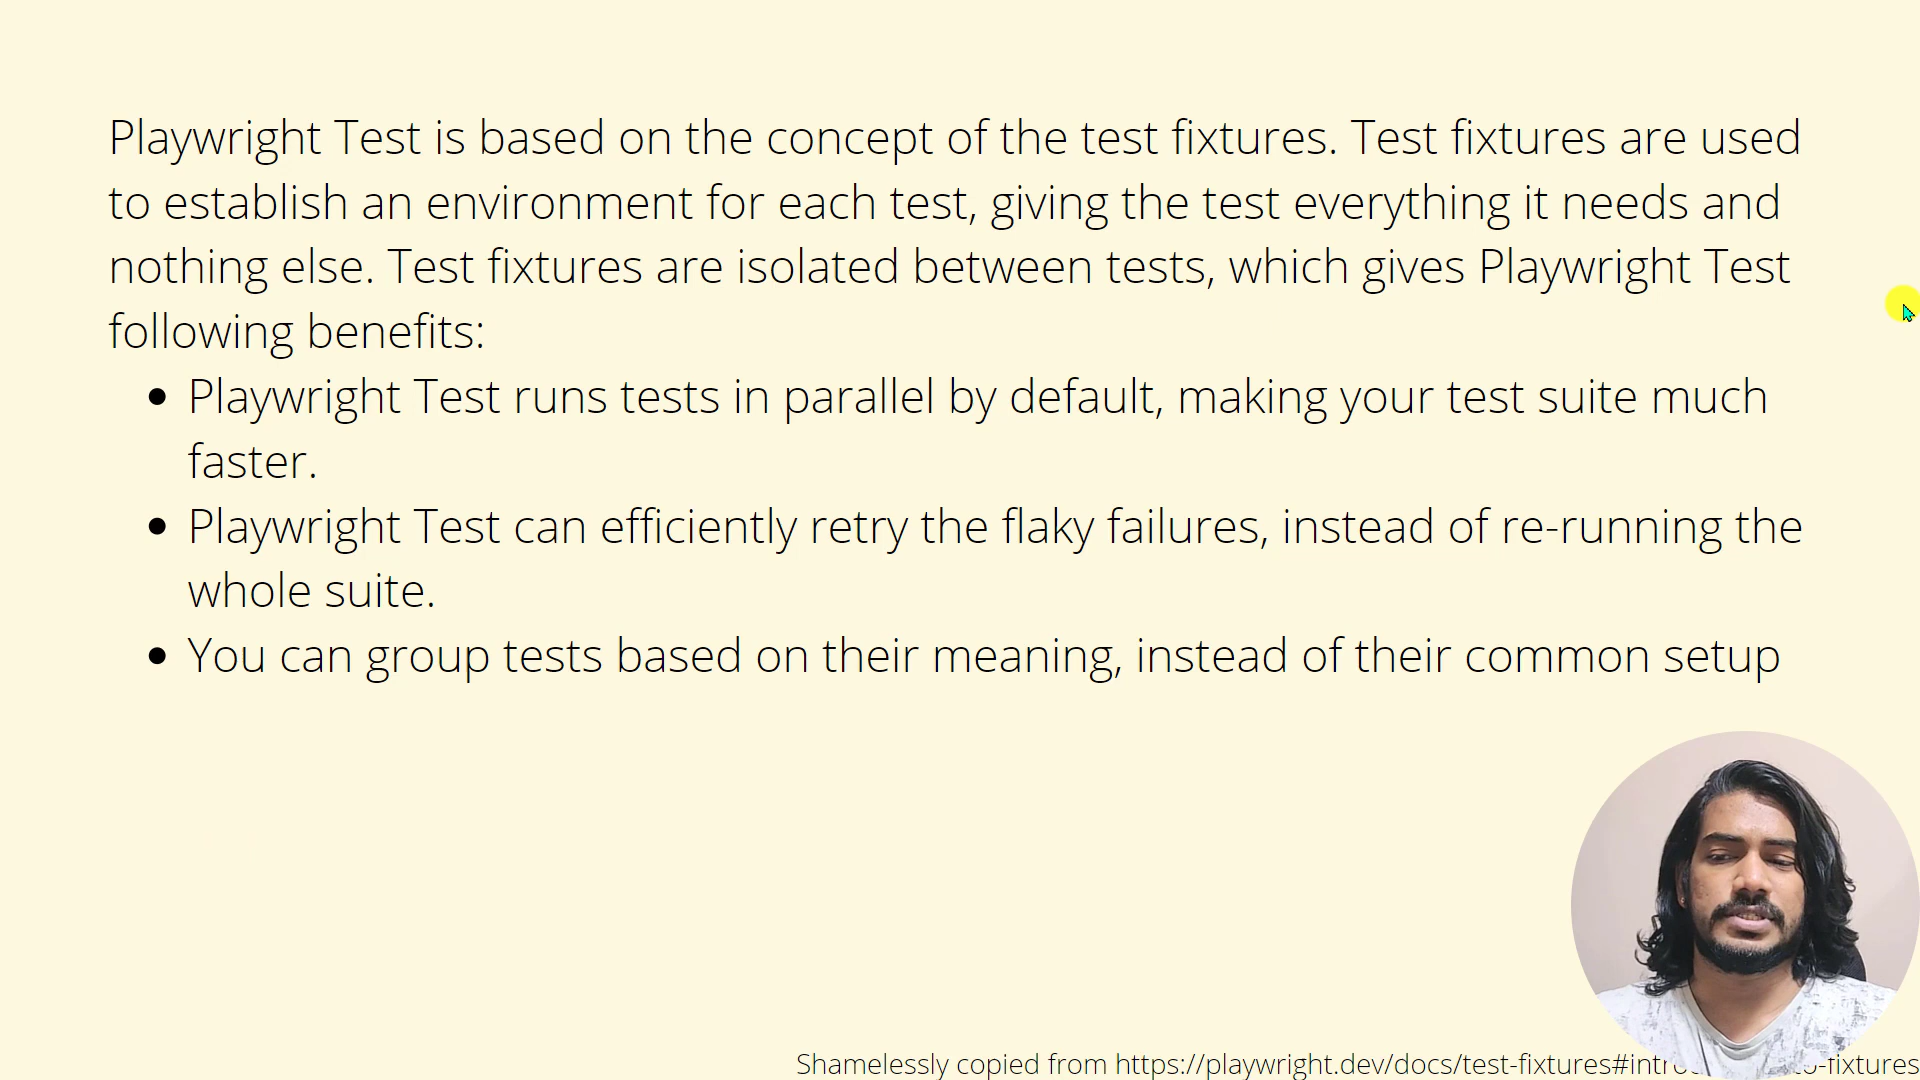 Playwright Test is based on the concept of the test fixtures. Test fixtures are used
to establish an environment for each test, giving the test everything it needs and
nothing else. Test fixtures are isolated between tests, which gives Playwright Test
following benefits:
• Playwright Test runs tests in parallel by default, making your test suite much
faster.
• Playwright Test can efficiently retry the flaky failures, instead of re-running the
whole suite.
• You can group tests based on their meaning, instead of their common setup
Shamelessly copied from https://playwright.dev/docs/test-fixtures#intro